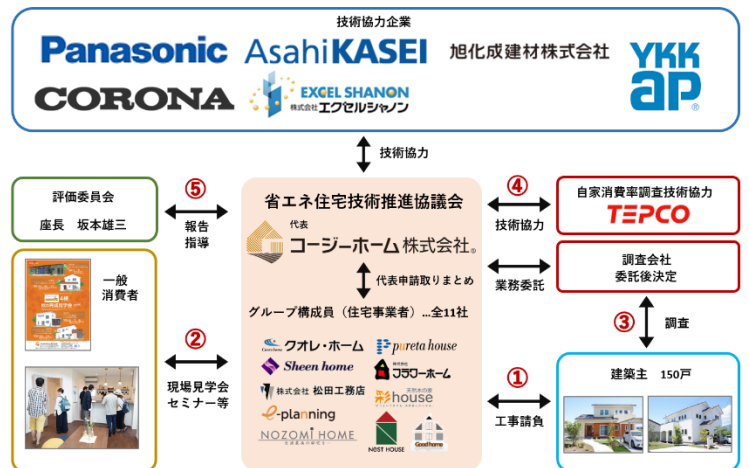 技術協力企業
Panasonic
AsahiKASEI
旭化成建材株式会社
YKK
ap®
CORONA
EXCEL SHANON
株式会社エクセルシャノン
技術協力
評価委員会
座長 坂本雄三
⑤
報告
指導
省エネ住宅技術推進協議会
代表
コージーホーム株式会社®
代表申請取りまとめ
グループ構成員（住宅事業者）...全11社
クオレ・ホーム
pureta house
Sheen home
株式会社
フラワーホーム
株式会社 松田工務店
天然木の家
彩house
e-planning
NOZOMI HOME
NEST HOUSE
Goodhome
④
技術協力
自家消費率調査技術協力
TEPCO
業務委託
調査会社
委託後決定
③
調査
一般
消費者
②
現場見学会
セミナー等
①
工事請負
建築主 150戸